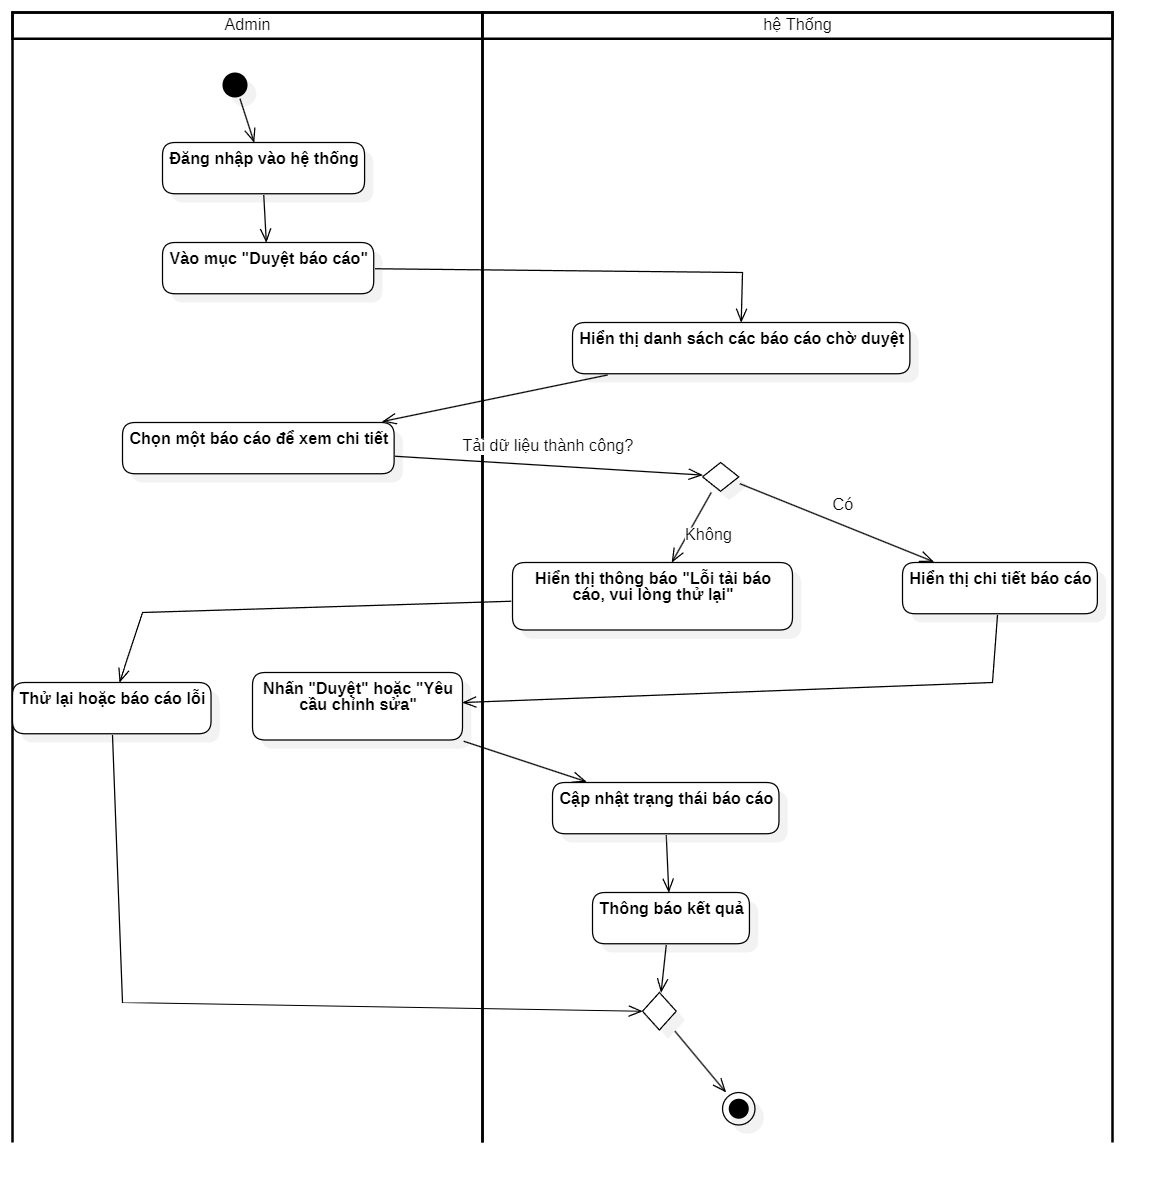 Admin
hệ Thống
Đăng nhập vào hệ thống
Vào mục "Duyệt báo cáo"
Hiển thị danh sách các báo cáo chờ duyệt
Chọn một báo cáo để xem chi tiết
Tải dữ liệu thành công?
Có
Không
Hiển thị thông báo "Lỗi tải báo
cáo, vui lòng thử lại"
Hiển thị chi tiết báo cáo
Thử lại hoặc báo cáo lỗi
Nhấn "Duyệt" hoặc "Yêu
cầu chỉnh sửa"
Cập nhật trạng thái báo cáo
Thông báo kết quả